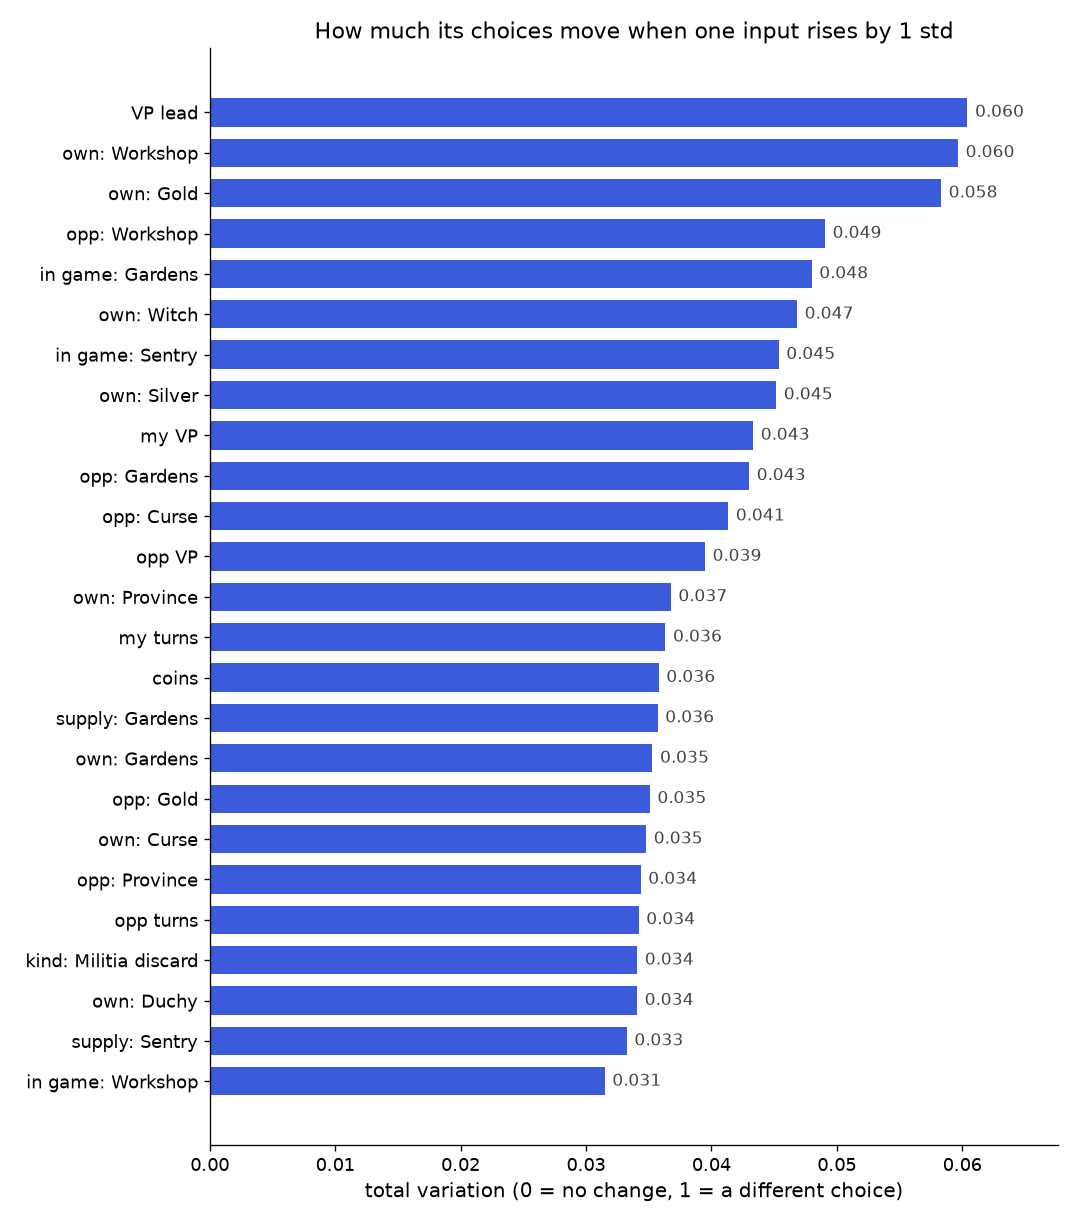 How much its choices move when one input rises by 1 std
VP lead 0.060
own: Workshop 0.060
own: Gold 0.058
opp: Workshop 0.049
in game: Gardens 0.048
own: Witch 0.047
in game: Sentry 0.045
own: Silver 0.045
my VP 0.043
opp: Gardens 0.043
opp: Curse 0.041
opp VP 0.039
own: Province 0.037
my turns 0.036
coins 0.036
supply: Gardens 0.036
own: Gardens 0.035
opp: Gold 0.035
own: Curse 0.035
opp: Province 0.034
opp turns 0.034
kind: Militia discard 0.034
own: Duchy 0.034
supply: Sentry 0.033
in game: Workshop 0.031
0.00 0.01 0.02 0.03 0.04 0.05 0.06
total variation (0 = no change, 1 = a different choice)